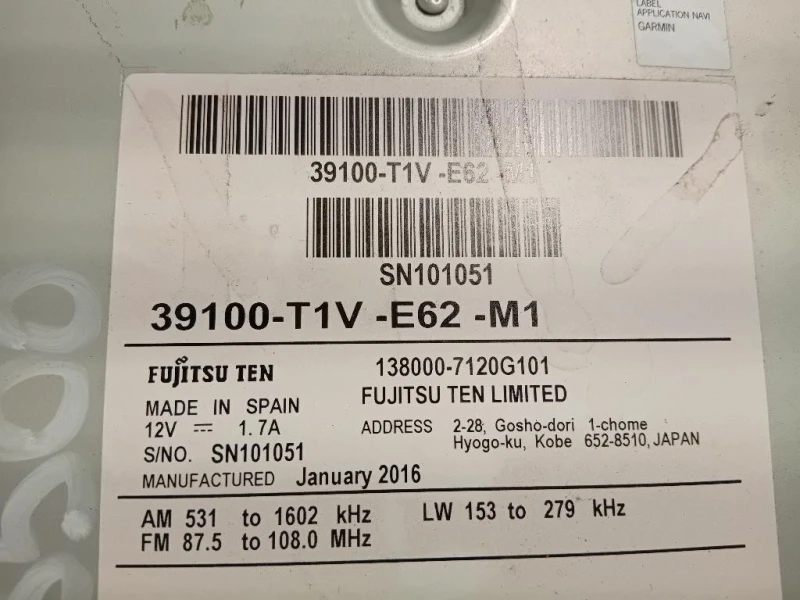 LABEL
APPLICATION NAVI
GARMIN
39100-T1V -E62 -M1
SN101051
39100-T1V -E62 -M1
FUJITSU TEN
138000-7120G101
FUJITSU TEN LIMITED
MADE IN SPAIN
12V ⎓ 1.7A
ADDRESS 2-28, Gosho-dori 1-chome
Hyogo-ku, Kobe 652-8510, JAPAN
S/NO. SN101051
MANUFACTURED January 2016
AM 531 to 1602 kHz LW 153 to 279 kHz
FM 87.5 to 108.0 MHz